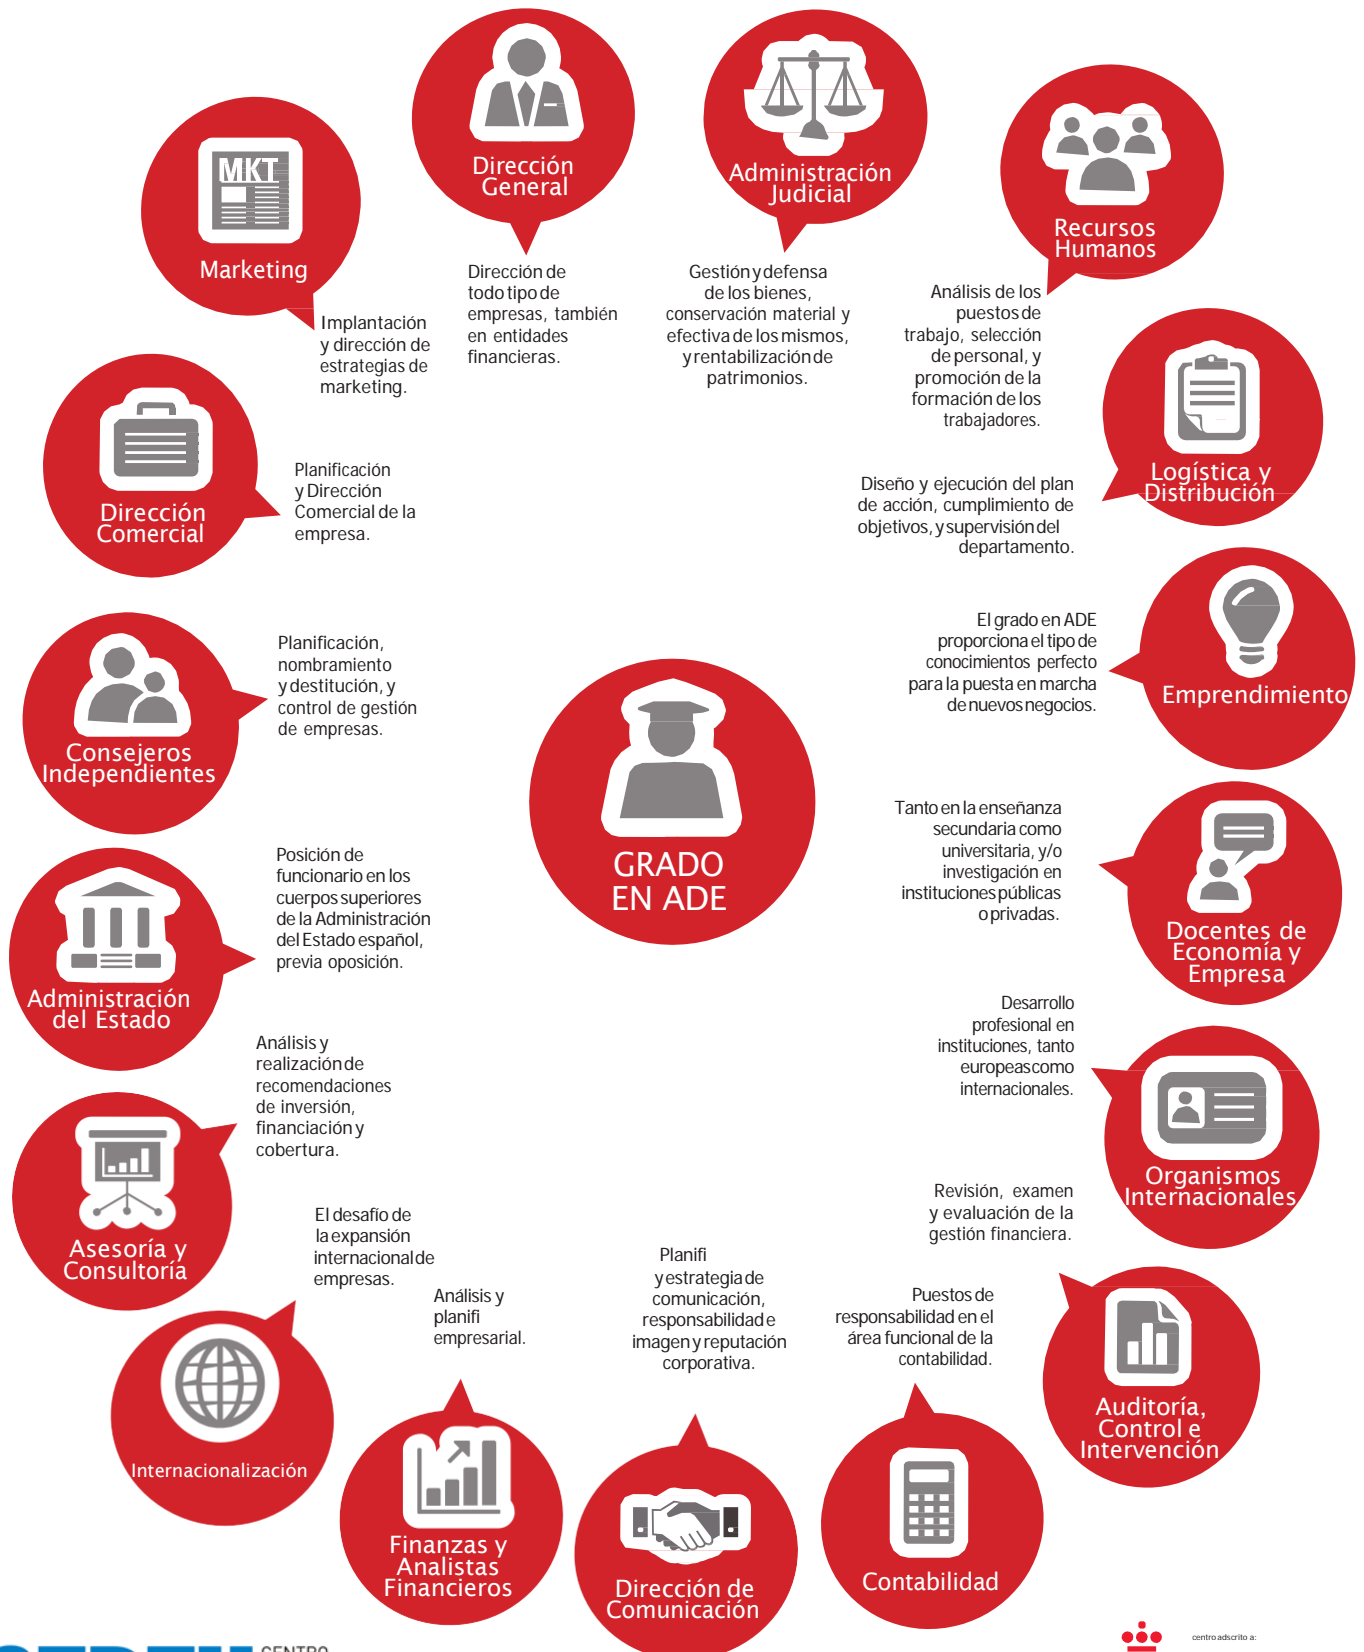 MKT
Marketing
Implantación
y dirección de
estrategias de
marketing.
Dirección
General
Dirección de
todo tipo de
empresas, también
en entidades
financieras.
Administración
Judicial
Gestión y defensa
de los bienes,
conservación material y
efectiva de los mismos,
y rentabilización de
patrimonios.
Recursos
Humanos
Análisis de los
puestos de
trabajo, selección
de personal, y
promoción de la
formación de los
trabajadores.
Logística y
Distribución
Diseño y ejecución del plan
de acción, cumplimiento de
objetivos, y supervisión del
departamento.
Dirección
Comercial
Planificación
y Dirección
Comercial de la
empresa.
Emprendimiento
El grado en ADE
proporciona el tipo de
conocimientos perfecto
para la puesta en marcha
de nuevos negocios.
Consejeros
Independientes
Planificación,
nombramiento
y destitución, y
control de gestión
de empresas.
GRADO
EN ADE
Docentes de
Economía y
Empresa
Tanto en la enseñanza
secundaria como
universitaria, y/o
investigación en
instituciones públicas
o privadas.
Administración
del Estado
Posición de
funcionario en los
cuerpos superiores
de la Administración
del Estado español,
previa oposición.
Organismos
Internacionales
Desarrollo
profesional en
instituciones, tanto
europeas como
internacionales.
Asesoría y
Consultoría
Análisis y
realización de
recomendaciones
de inversión,
financiación y
cobertura.
Auditoría,
Control e
Intervención
Revisión, examen
y evaluación de la
gestión financiera.
Internacionalización
El desafío de
la expansión
internacional de
empresas.
Finanzas y
Analistas
Financieros
Análisis y
planifi
empresarial.
Dirección de
Comunicación
Planifi
y estrategia de
comunicación,
responsabilidad e
imagen y reputación
corporativa.
Contabilidad
Puestos de
responsabilidad en el
área funcional de la
contabilidad.
CENTRO
centro adscrito a: